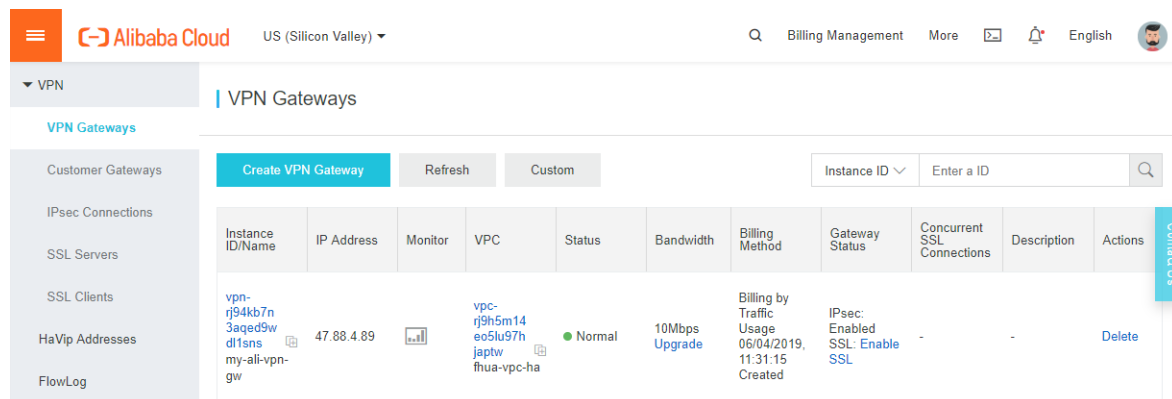 Alibaba Cloud
US (Silicon Valley)
Billing Management
More
English
VPN
VPN Gateways
Customer Gateways
IPsec Connections
SSL Servers
SSL Clients
HaVip Addresses
FlowLog
VPN Gateways
Create VPN Gateway
Refresh
Custom
Instance ID
Enter a ID
Instance
ID/Name
IP Address
Monitor
VPC
Status
Bandwidth
Billing
Method
Gateway
Status
Concurrent
SSL
Connections
Description
Actions
vpn-
rj94kb7n
3aqed9w
dl1sns
my-ali-vpn-
gw
47.88.4.89
vpc-
rj9h5m14
eo5lu97h
japtw
fhua-vpc-ha
Normal
10Mbps
Upgrade
Billing by
Traffic
Usage
06/04/2019,
11:31:15
Created
IPsec:
Enabled
SSL: Enable
SSL
-
-
Delete